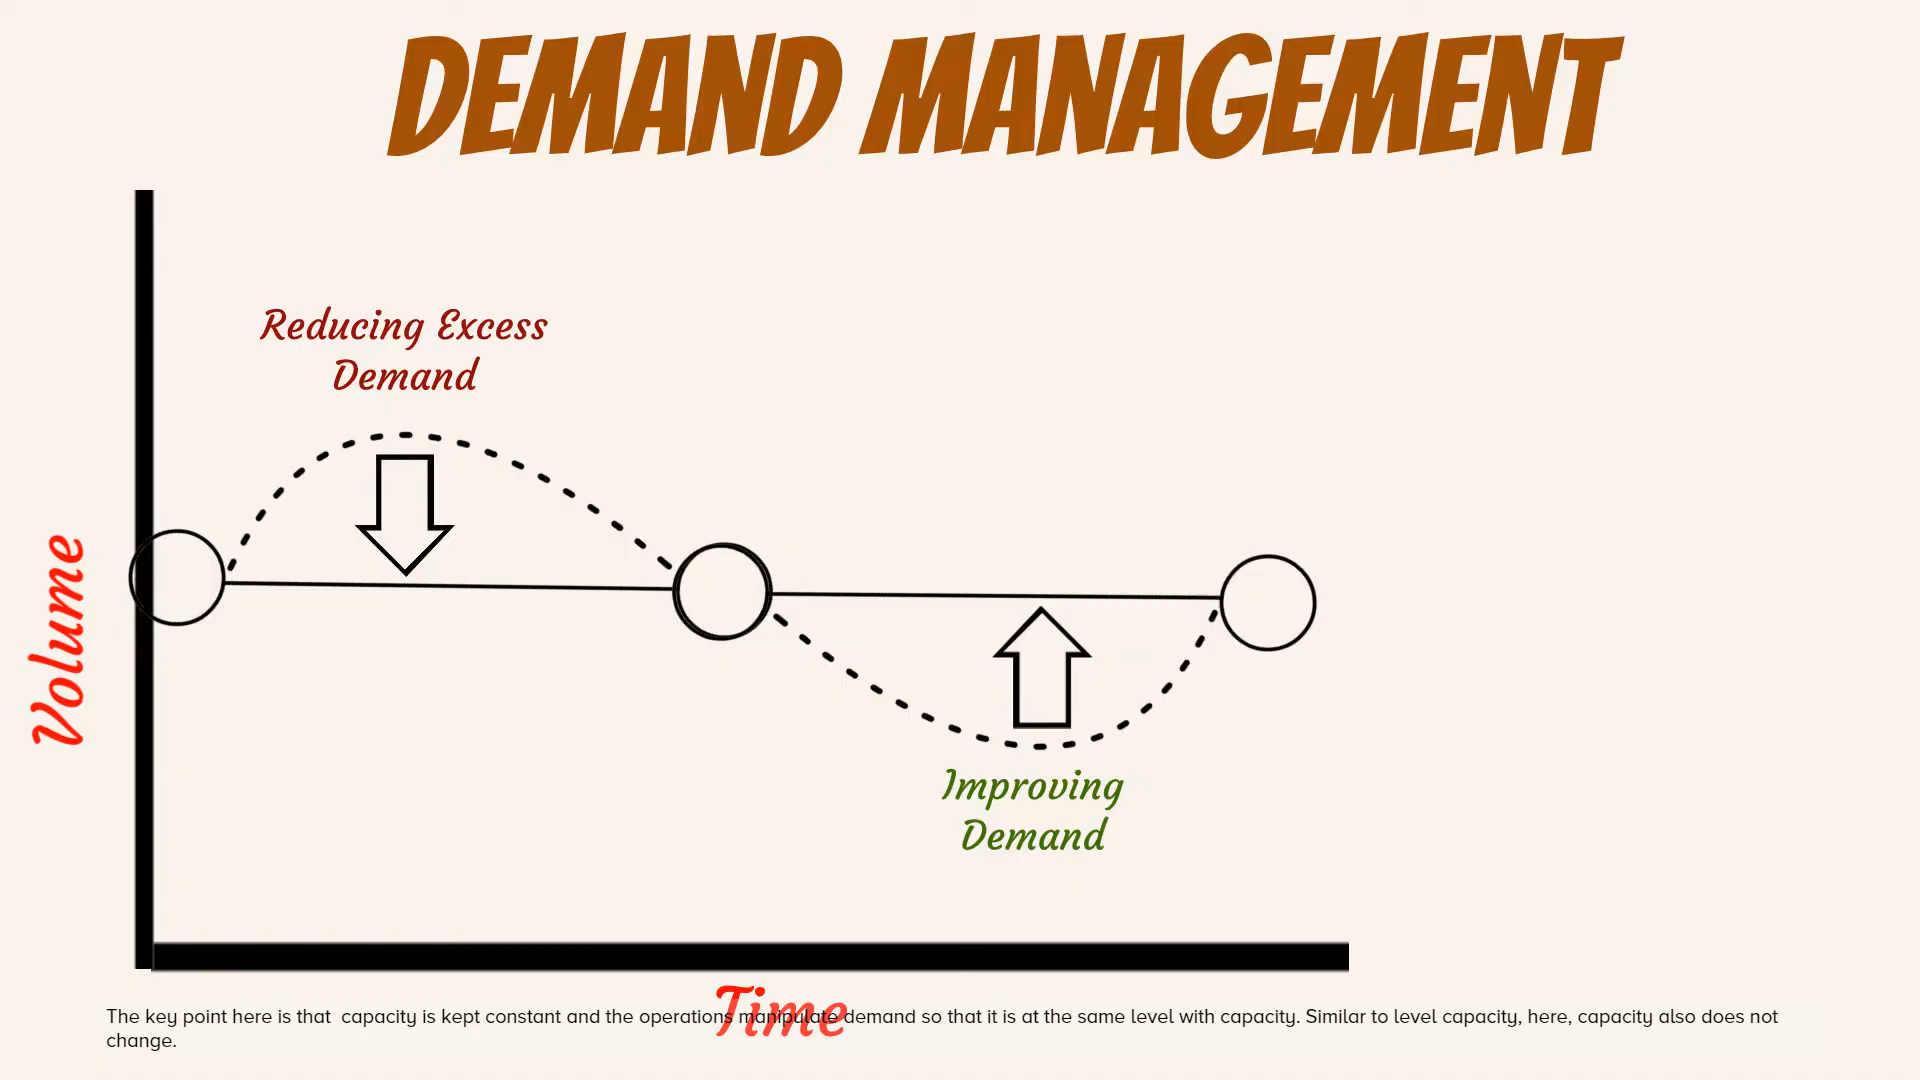 DEMAND MANAGEMENT
Reducing Excess
Demand
Volume
Improving
Demand
Time
The key point here is that  capacity is kept constant and the operations manipulate demand so that it is at the same level with capacity. Similar to level capacity, here, capacity also does not
change.